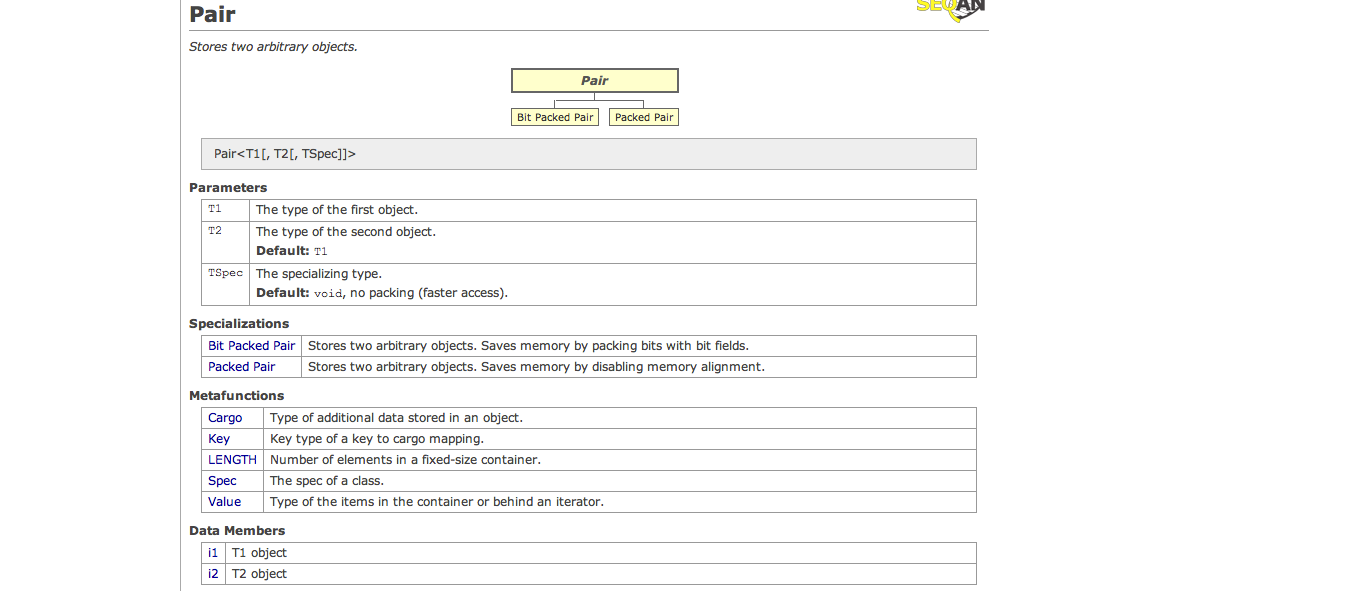 SEQAN
Pair
Stores two arbitrary objects.
Pair
Bit Packed Pair Packed Pair
Pair<T1[, T2[, TSpec]]>
Parameters
T1 The type of the first object.
T2 The type of the second object.
Default: T1
TSpec The specializing type.
Default: void, no packing (faster access).
Specializations
Bit Packed Pair Stores two arbitrary objects. Saves memory by packing bits with bit fields.
Packed Pair Stores two arbitrary objects. Saves memory by disabling memory alignment.
Metafunctions
Cargo Type of additional data stored in an object.
Key Key type of a key to cargo mapping.
LENGTH Number of elements in a fixed-size container.
Spec The spec of a class.
Value Type of the items in the container or behind an iterator.
Data Members
i1 T1 object
i2 T2 object